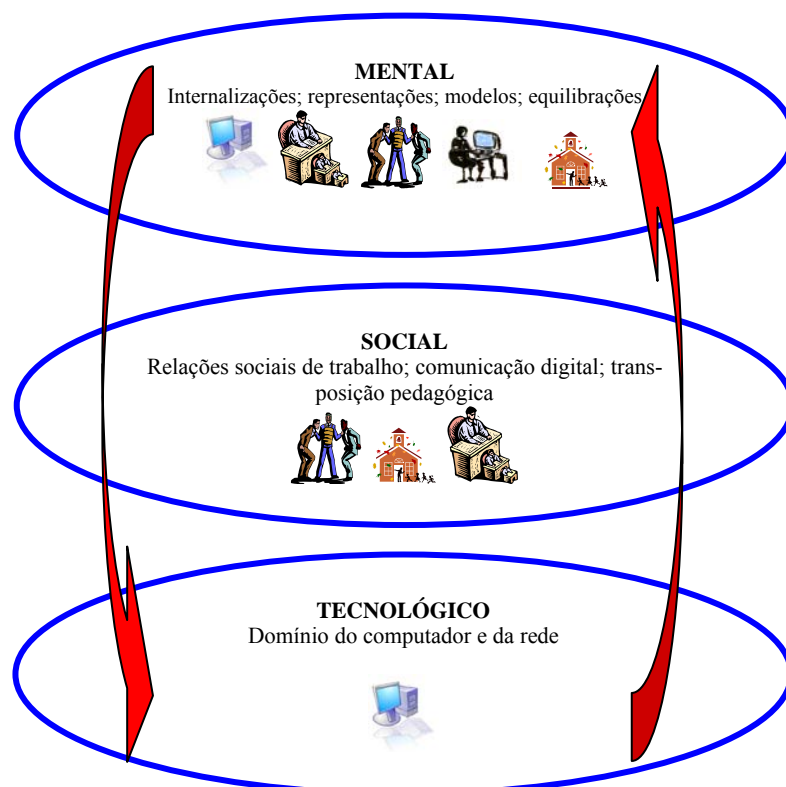 MENTAL
Internalizações; representações; modelos; equilibrações
SOCIAL
Relações sociais de trabalho; comunicação digital; trans-
posição pedagógica
TECNOLÓGICO
Domínio do computador e da rede